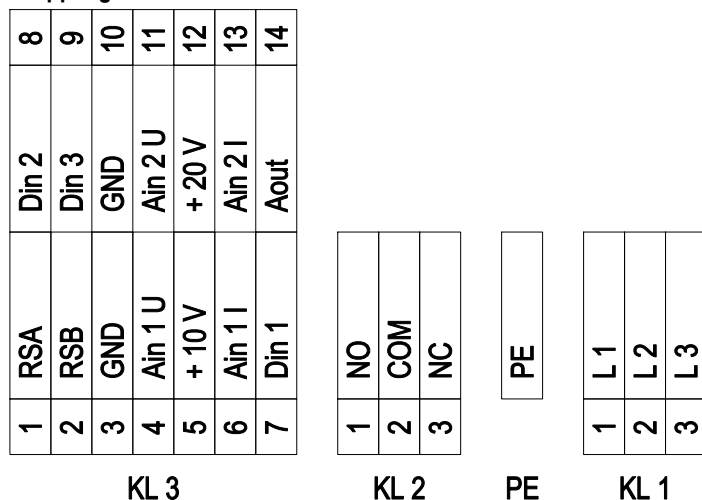 8 9 10 11 12 13 14
Din 2 Din 3 GND Ain 2 U + 20 V Ain 2 I Aout
RSA RSB GND Ain 1 U + 10 V Ain 1 I Din 1
1 2 3 4 5 6 7
NO COM NC
1 2 3
PE
L 1 L 2 L 3
1 2 3
KL 3 KL 2 PE KL 1